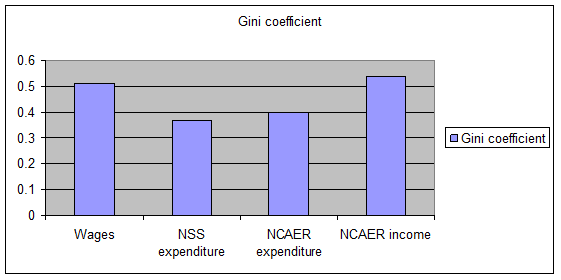 Gini coefficient
0.6
0.5
0.4
0.3
0.2
0.1
0
Wages
NSS
expenditure
NCAER
expenditure
NCAER income
Gini coefficient